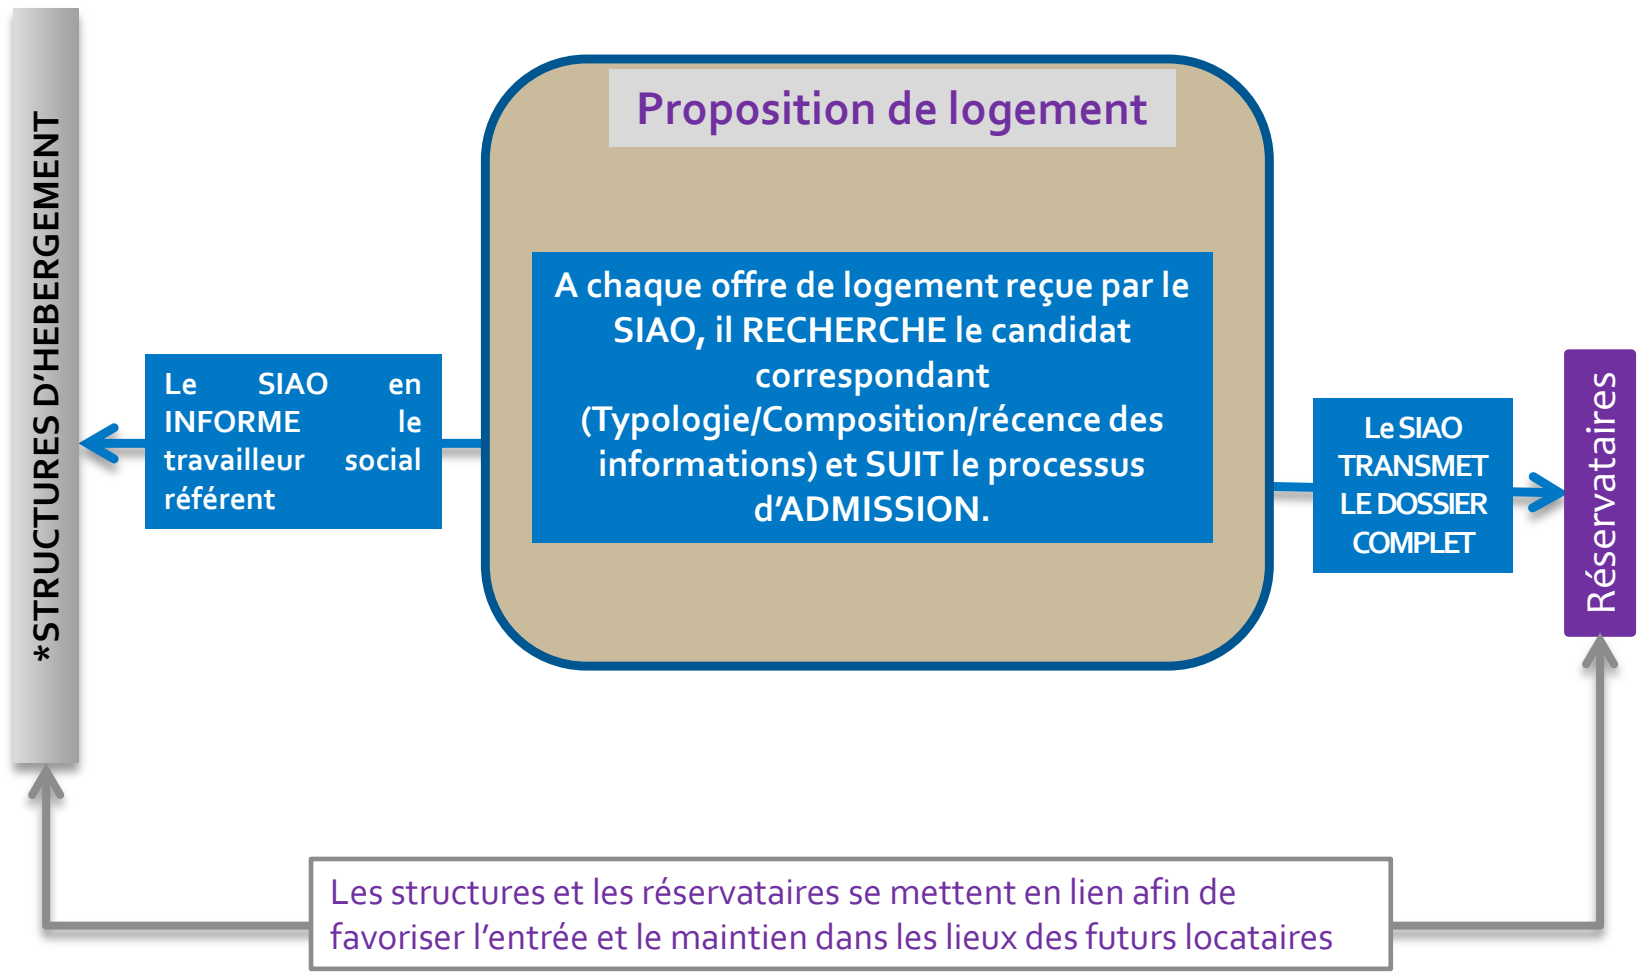 *STRUCTURES D'HEBERGEMENT
Proposition de logement
A chaque offre de logement reçue par le
SIAO, il RECHERCHE le candidat
correspondant
(Typologie/Composition/récence des
informations) et SUIT le processus
d'ADMISSION.
Le SIAO en
INFORME le
travailleur social
référent
Le SIAO
TRANSMET
LE DOSSIER
COMPLET
Réservataires
Les structures et les réservataires se mettent en lien afin de
favoriser l'entrée et le maintien dans les lieux des futurs locataires